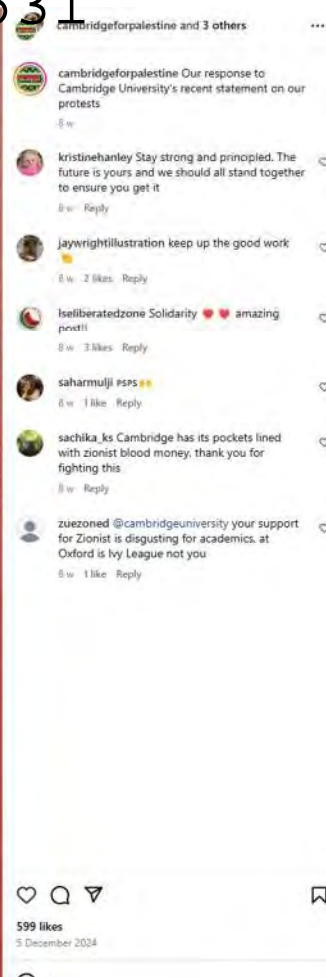 531
cambridgeforpalestine and 3 others
cambridgeforpalestine Our response to
Cambridge University's recent statement on our
protests
8 w
kristinehanley Stay strong and principled. The
future is yours and we should all stand together
to ensure you get it
8 w Reply
jaywrightillustration keep up the good work
👏
8 w 2 likes Reply
lseliberatedzone Solidarity ❤️ ❤️ amazing
post!!
8 w 3 likes Reply
saharmulji PSPS🙌
8 w 1 like Reply
sachika_ks Cambridge has its pockets lined
with zionist blood money. thank you for
fighting this
8 w Reply
zuezoned @cambridgeuniversity your support
for Zionist is disgusting for academics. at
Oxford is Ivy League not you
8 w 1 like Reply
599 likes
5 December 2024